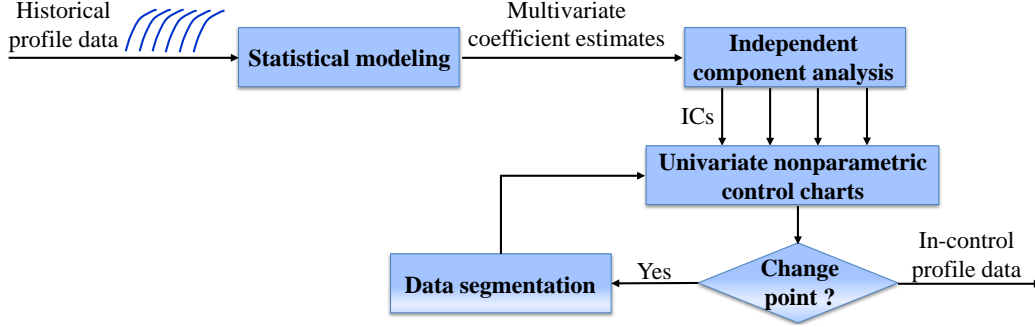 Historical
profile data
Statistical modeling
Multivariate
coefficient estimates
Independent
component analysis
ICs
Univariate nonparametric
control charts
Change
point ?
Yes
Data segmentation
In-control
profile data